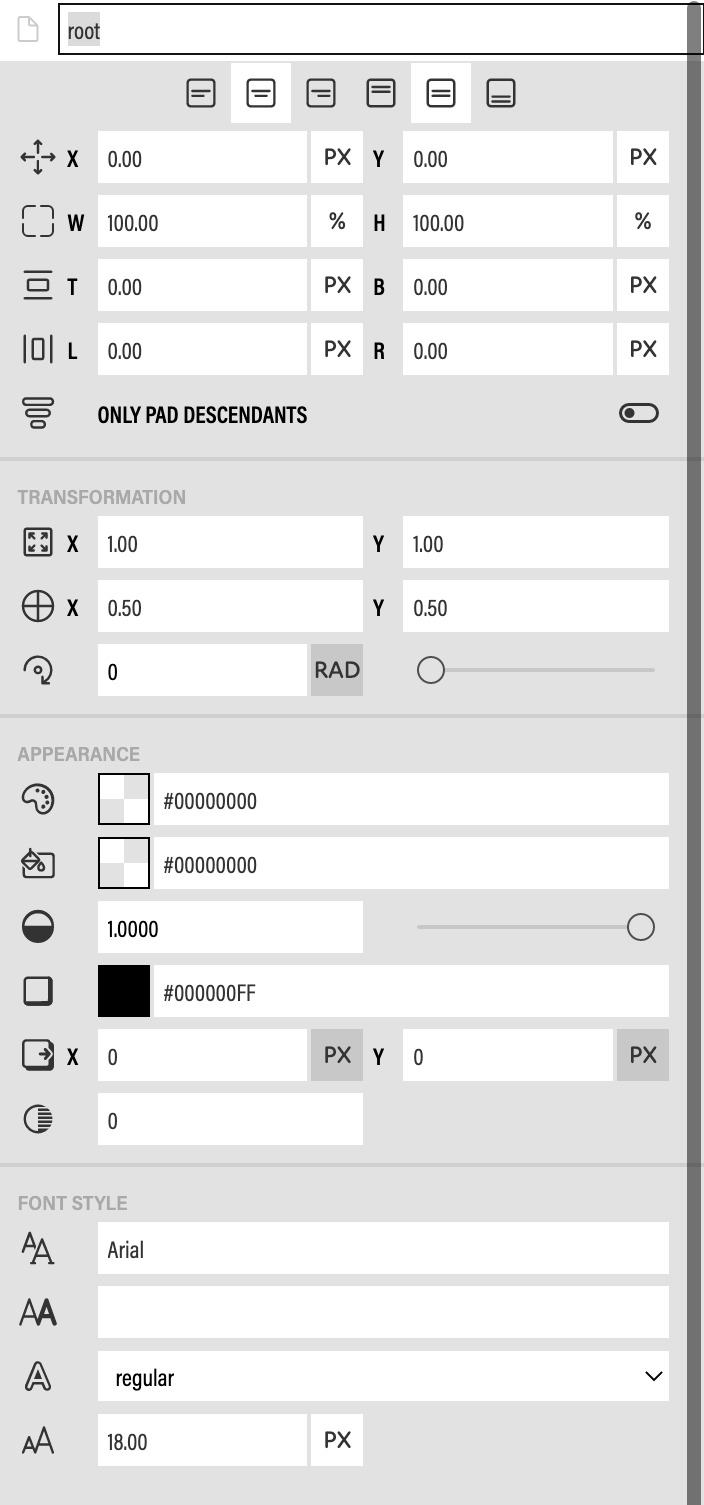 root
X 0.00 PX Y 0.00 PX
W 100.00 % H 100.00 %
T 0.00 PX B 0.00 PX
L 0.00 PX R 0.00 PX
ONLY PAD DESCENDANTS
TRANSFORMATION
X 1.00 Y 1.00
X 0.50 Y 0.50
0 RAD
APPEARANCE
#00000000
#00000000
1.0000
#000000FF
X 0 PX Y 0 PX
0
FONT STYLE
Arial
regular
18.00 PX